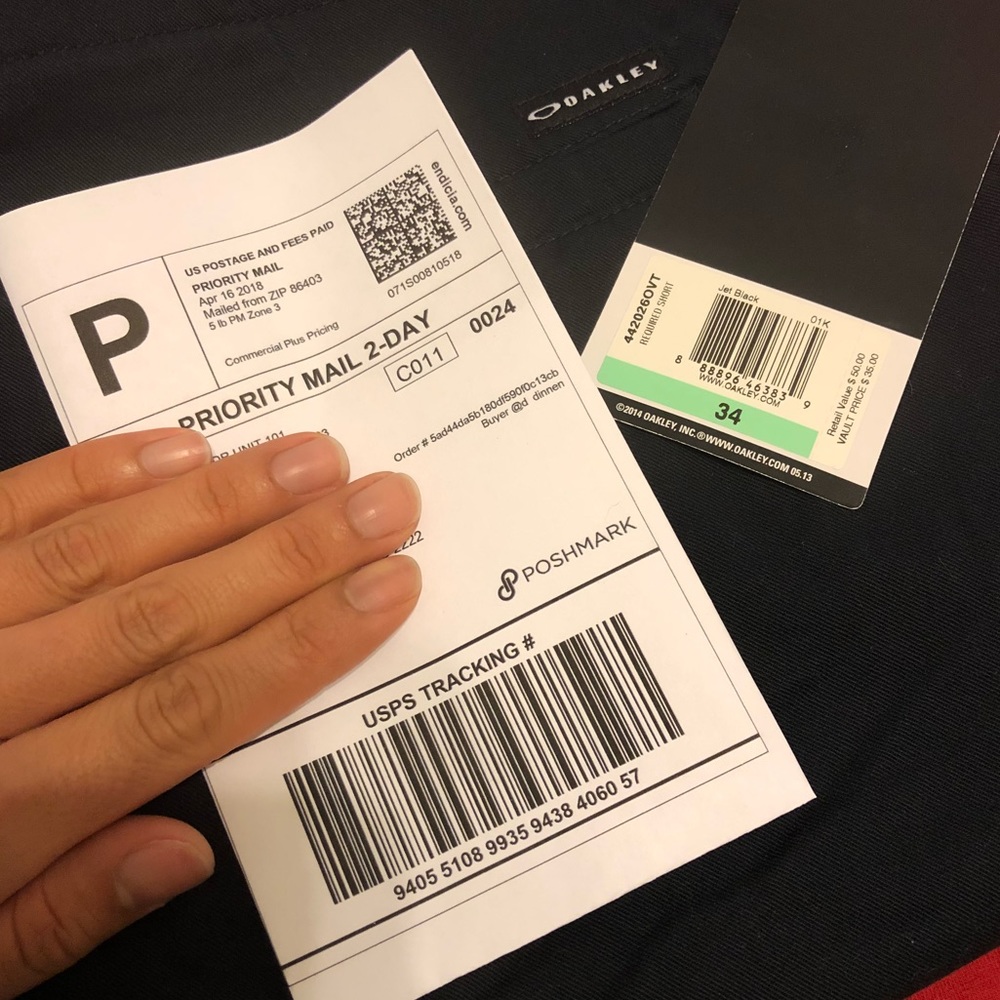 OAKLEY
P
US POSTAGE AND FEES PAID
PRIORITY MAIL
Apr 16 2018
Mailed from ZIP 86403
5 lb PM Zone 3
Commercial Plus Pricing
endicia.com
071S00810518
PRIORITY MAIL 2-DAY
0024
C011
UNIT 101
Order # 5ad44da5b180df590f0c13cb
Buyer @d_dinnen
POSHMARK
USPS TRACKING #
9405 5108 9935 9438 4060 57
442026OVT
REQUIRED SHORT
Jet Black
01K
8 88896 46383 9
WWW.OAKLEY.COM
Retail Value $ 50.00
VAULT PRICE $ 35.00
34
©2014 OAKLEY, INC.®WWW.OAKLEY.COM 05.13